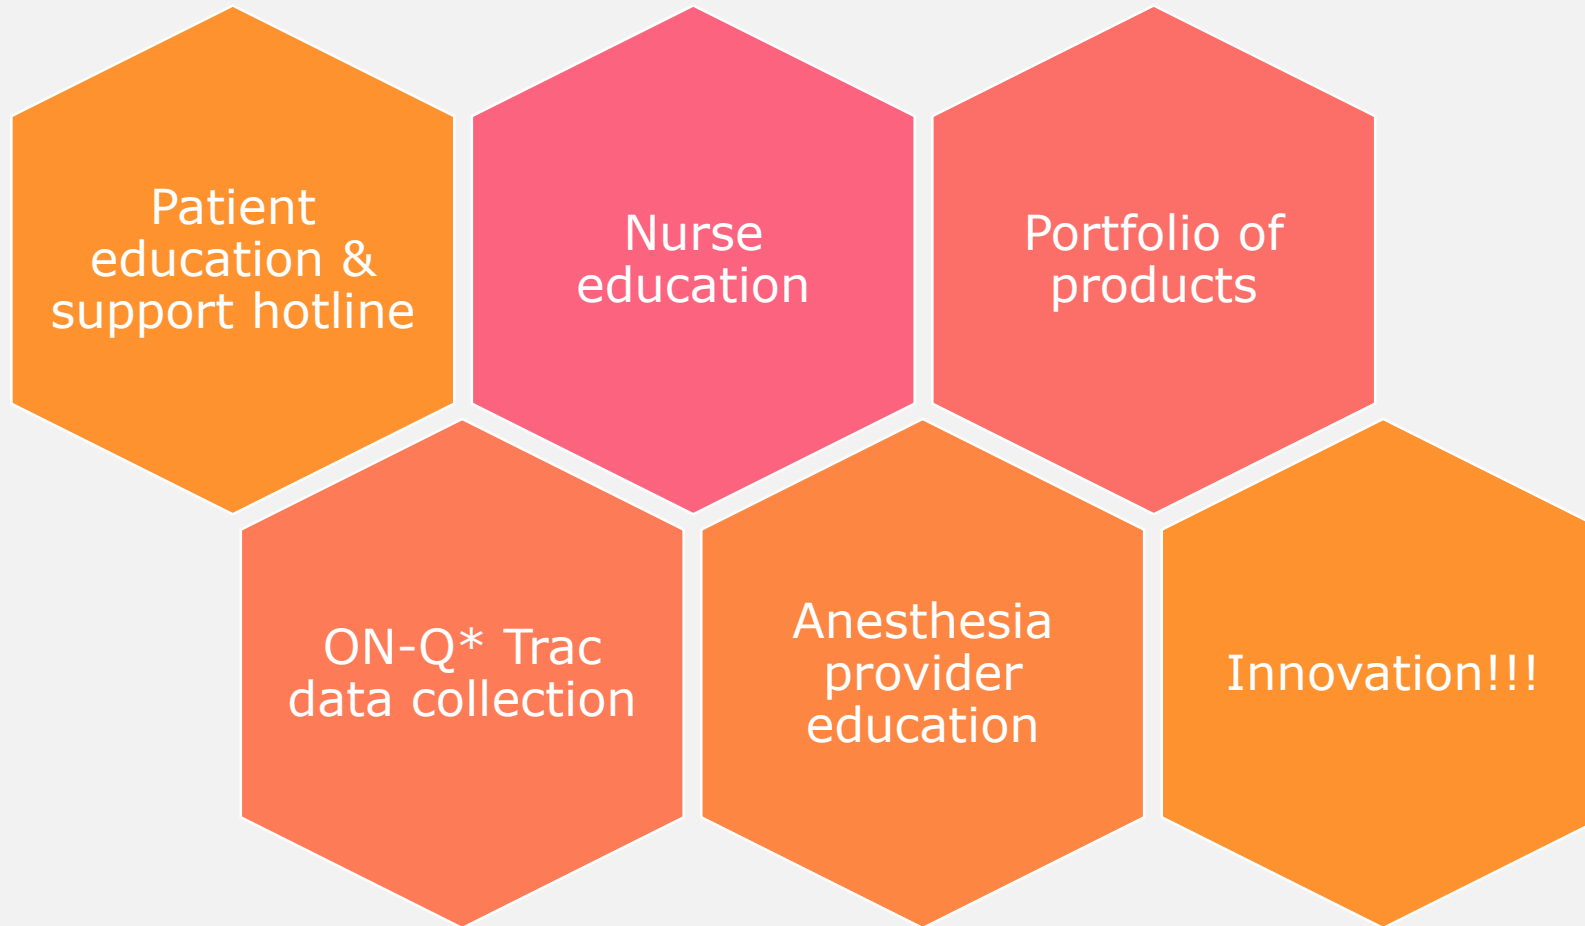 Patient
education &
support hotline
Nurse
education
Portfolio of
products
ON-Q* Trac
data collection
Anesthesia
provider
education
Innovation!!!